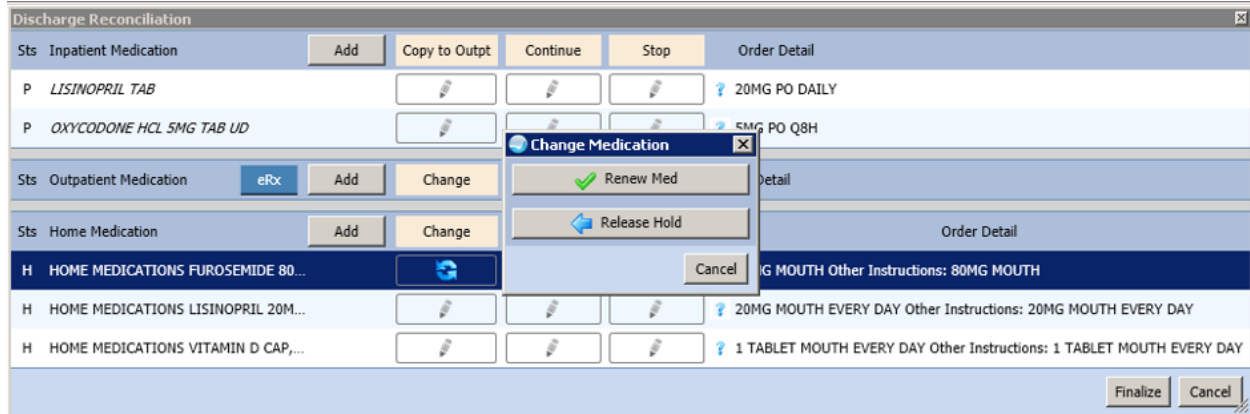 Discharge Reconciliation
Sts Inpatient Medication Add Copy to Outpt Continue Stop Order Detail
P LISINOPRIL TAB ? 20MG PO DAILY
P OXYCODONE HCL 5MG TAB UD ? 5MG PO Q8H
Change Medication
Renew Med
Sts Outpatient Medication eRx Add Change Detail
Release Hold
Sts Home Medication Add Change Order Detail
H HOME MEDICATIONS FUROSEMIDE 80... MOUTH Other Instructions: 80MG MOUTH
Cancel
H HOME MEDICATIONS LISINOPRIL 20M... ? 20MG MOUTH EVERY DAY Other Instructions: 20MG MOUTH EVERY DAY
H HOME MEDICATIONS VITAMIN D CAP,... ? 1 TABLET MOUTH EVERY DAY Other Instructions: 1 TABLET MOUTH EVERY DAY
Finalize Cancel